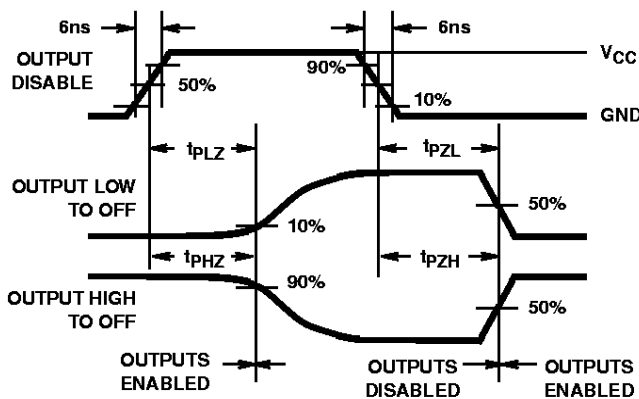 6ns
6ns
OUTPUT
DISABLE
90%
50%
10%
VCC
GND
tPLZ
tPZL
OUTPUT LOW
TO OFF
10%
50%
tPHZ
tPZH
90%
OUTPUT HIGH
TO OFF
50%
OUTPUTS
ENABLED
OUTPUTS
DISABLED
OUTPUTS
ENABLED